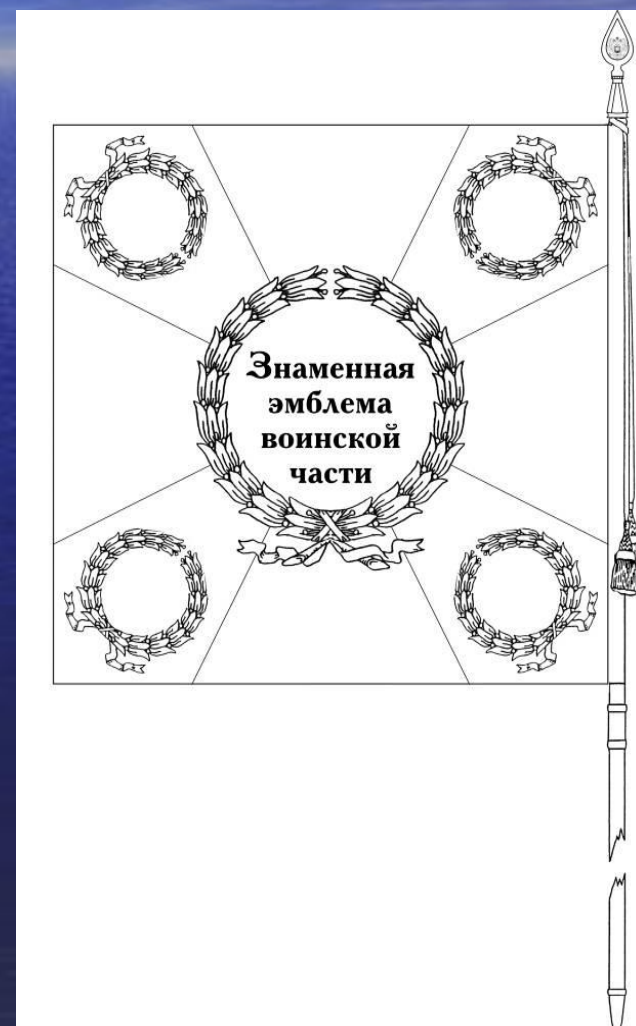 Знаменная
эмблема
воинской
части